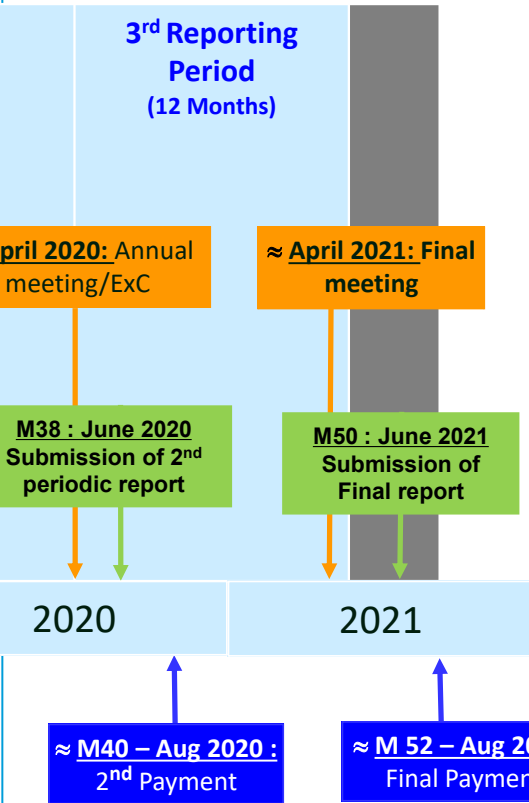 3rd Reporting
Period
(12 Months)
2020: Annual
meeting/ExC
≈ April 2021: Final
meeting
M38 : June 2020
Submission of 2nd
periodic report
M50 : June 2021
Submission of
Final report
2020
2021
≈ M40 – Aug 2020 :
2nd Payment
≈ M 52 – Aug
Final